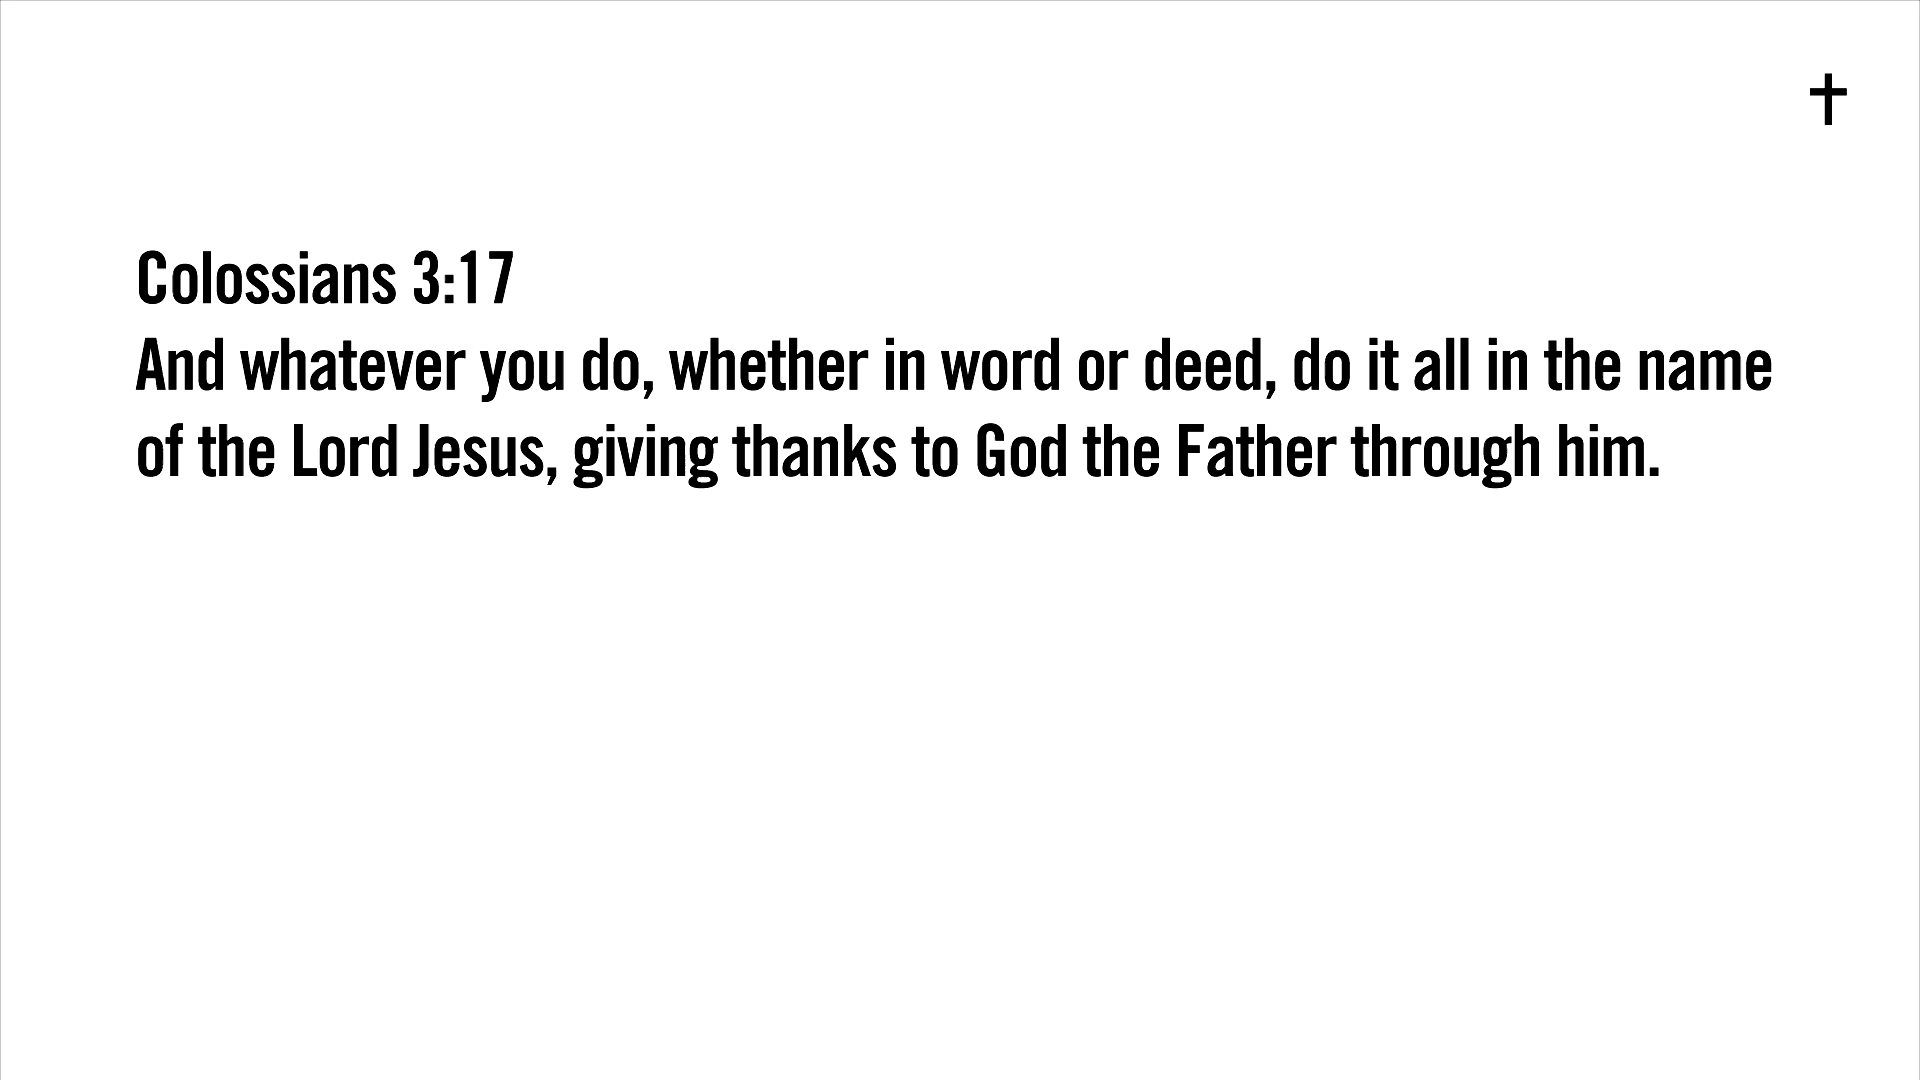 Colossians 3:17
And whatever you do, whether in word or deed, do it all in the name
of the Lord Jesus, giving thanks to God the Father through him.